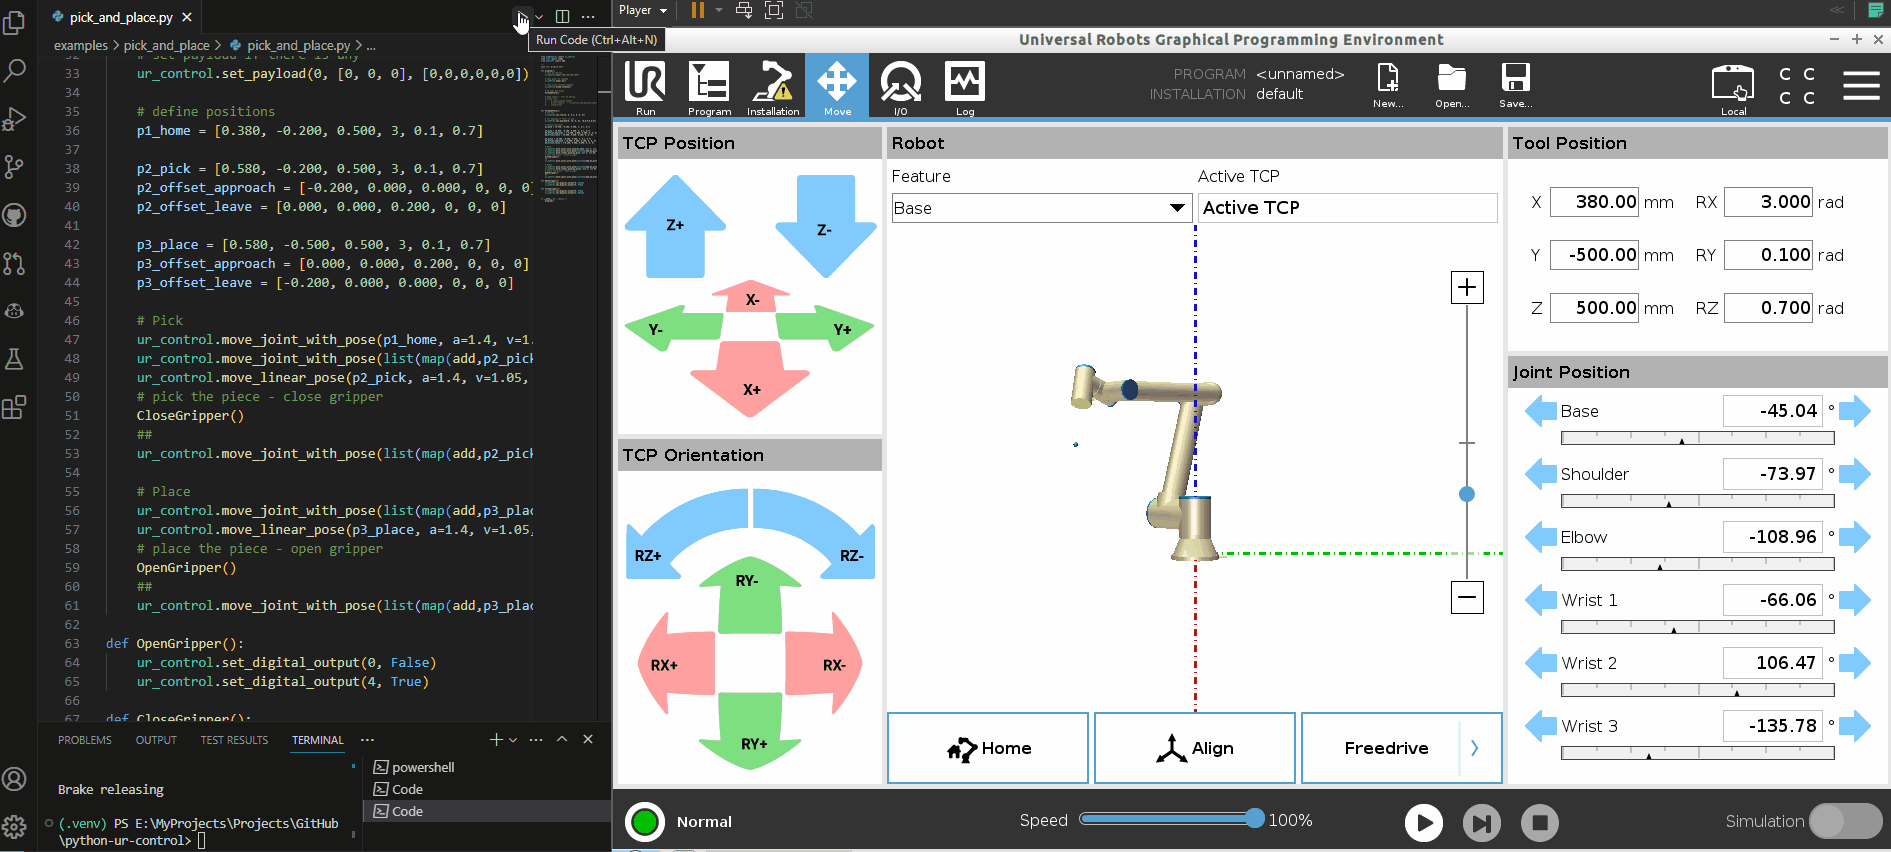 pick_and_place.py
Run Code (Ctrl+Alt+N)
examples > pick_and_place > pick_and_place.py > ...
33 ur_control.set_payload(0, [0, 0, 0], [0,0,0,0,0,0])
34
35 # define positions
36 p1_home = [0.380, -0.200, 0.500, 3, 0.1, 0.7]
37
38 p2_pick = [0.580, -0.200, 0.500, 3, 0.1, 0.7]
39 p2_offset_approach = [-0.200, 0.000, 0.000, 0, 0, 0]
40 p2_offset_leave = [0.000, 0.000, 0.200, 0, 0, 0]
41
42 p3_place = [0.580, -0.500, 0.500, 3, 0.1, 0.7]
43 p3_offset_approach = [0.000, 0.000, 0.200, 0, 0, 0]
44 p3_offset_leave = [-0.200, 0.000, 0.000, 0, 0, 0]
45
46 # Pick
47 ur_control.move_joint_with_pose(p1_home, a=1.4, v=1.
48 ur_control.move_joint_with_pose(list(map(add,p2_pick
49 ur_control.move_linear_pose(p2_pick, a=1.4, v=1.05,
50 # pick the piece - close gripper
51 CloseGripper()
52 ##
53 ur_control.move_joint_with_pose(list(map(add,p2_pick
54
55 # Place
56 ur_control.move_joint_with_pose(list(map(add,p3_plac
57 ur_control.move_linear_pose(p3_place, a=1.4, v=1.05,
58 # place the piece - open gripper
59 OpenGripper()
60 ##
61 ur_control.move_joint_with_pose(list(map(add,p3_plac
62
63 def OpenGripper():
64 ur_control.set_digital_output(0, False)
65 ur_control.set_digital_output(4, True)
66
67 def CloseGripper():
PROBLEMS OUTPUT TEST RESULTS TERMINAL ...
powershell
Code
Code
Brake releasing
(.venv) PS E:\MyProjects\Projects\GitHub
\python-ur-control>
Player
Universal Robots Graphical Programming Environment
Run Program Installation Move I/O Log
PROGRAM <unnamed>
INSTALLATION default
New... Open... Save...
Local
C C
C C
TCP Position
Z+ Z-
X-
Y- Y+
X+
TCP Orientation
RZ+ RZ-
RY-
RX+ RX-
RY+
Robot
Feature Active TCP
Base Active TCP
Home Align Freedrive
Tool Position
X 380.00 mm RX 3.000 rad
Y -500.00 mm RY 0.100 rad
Z 500.00 mm RZ 0.700 rad
Joint Position
Base -45.04 °
Shoulder -73.97 °
Elbow -108.96 °
Wrist 1 -66.06 °
Wrist 2 106.47 °
Wrist 3 -135.78 °
Normal
Speed 100%
Simulation